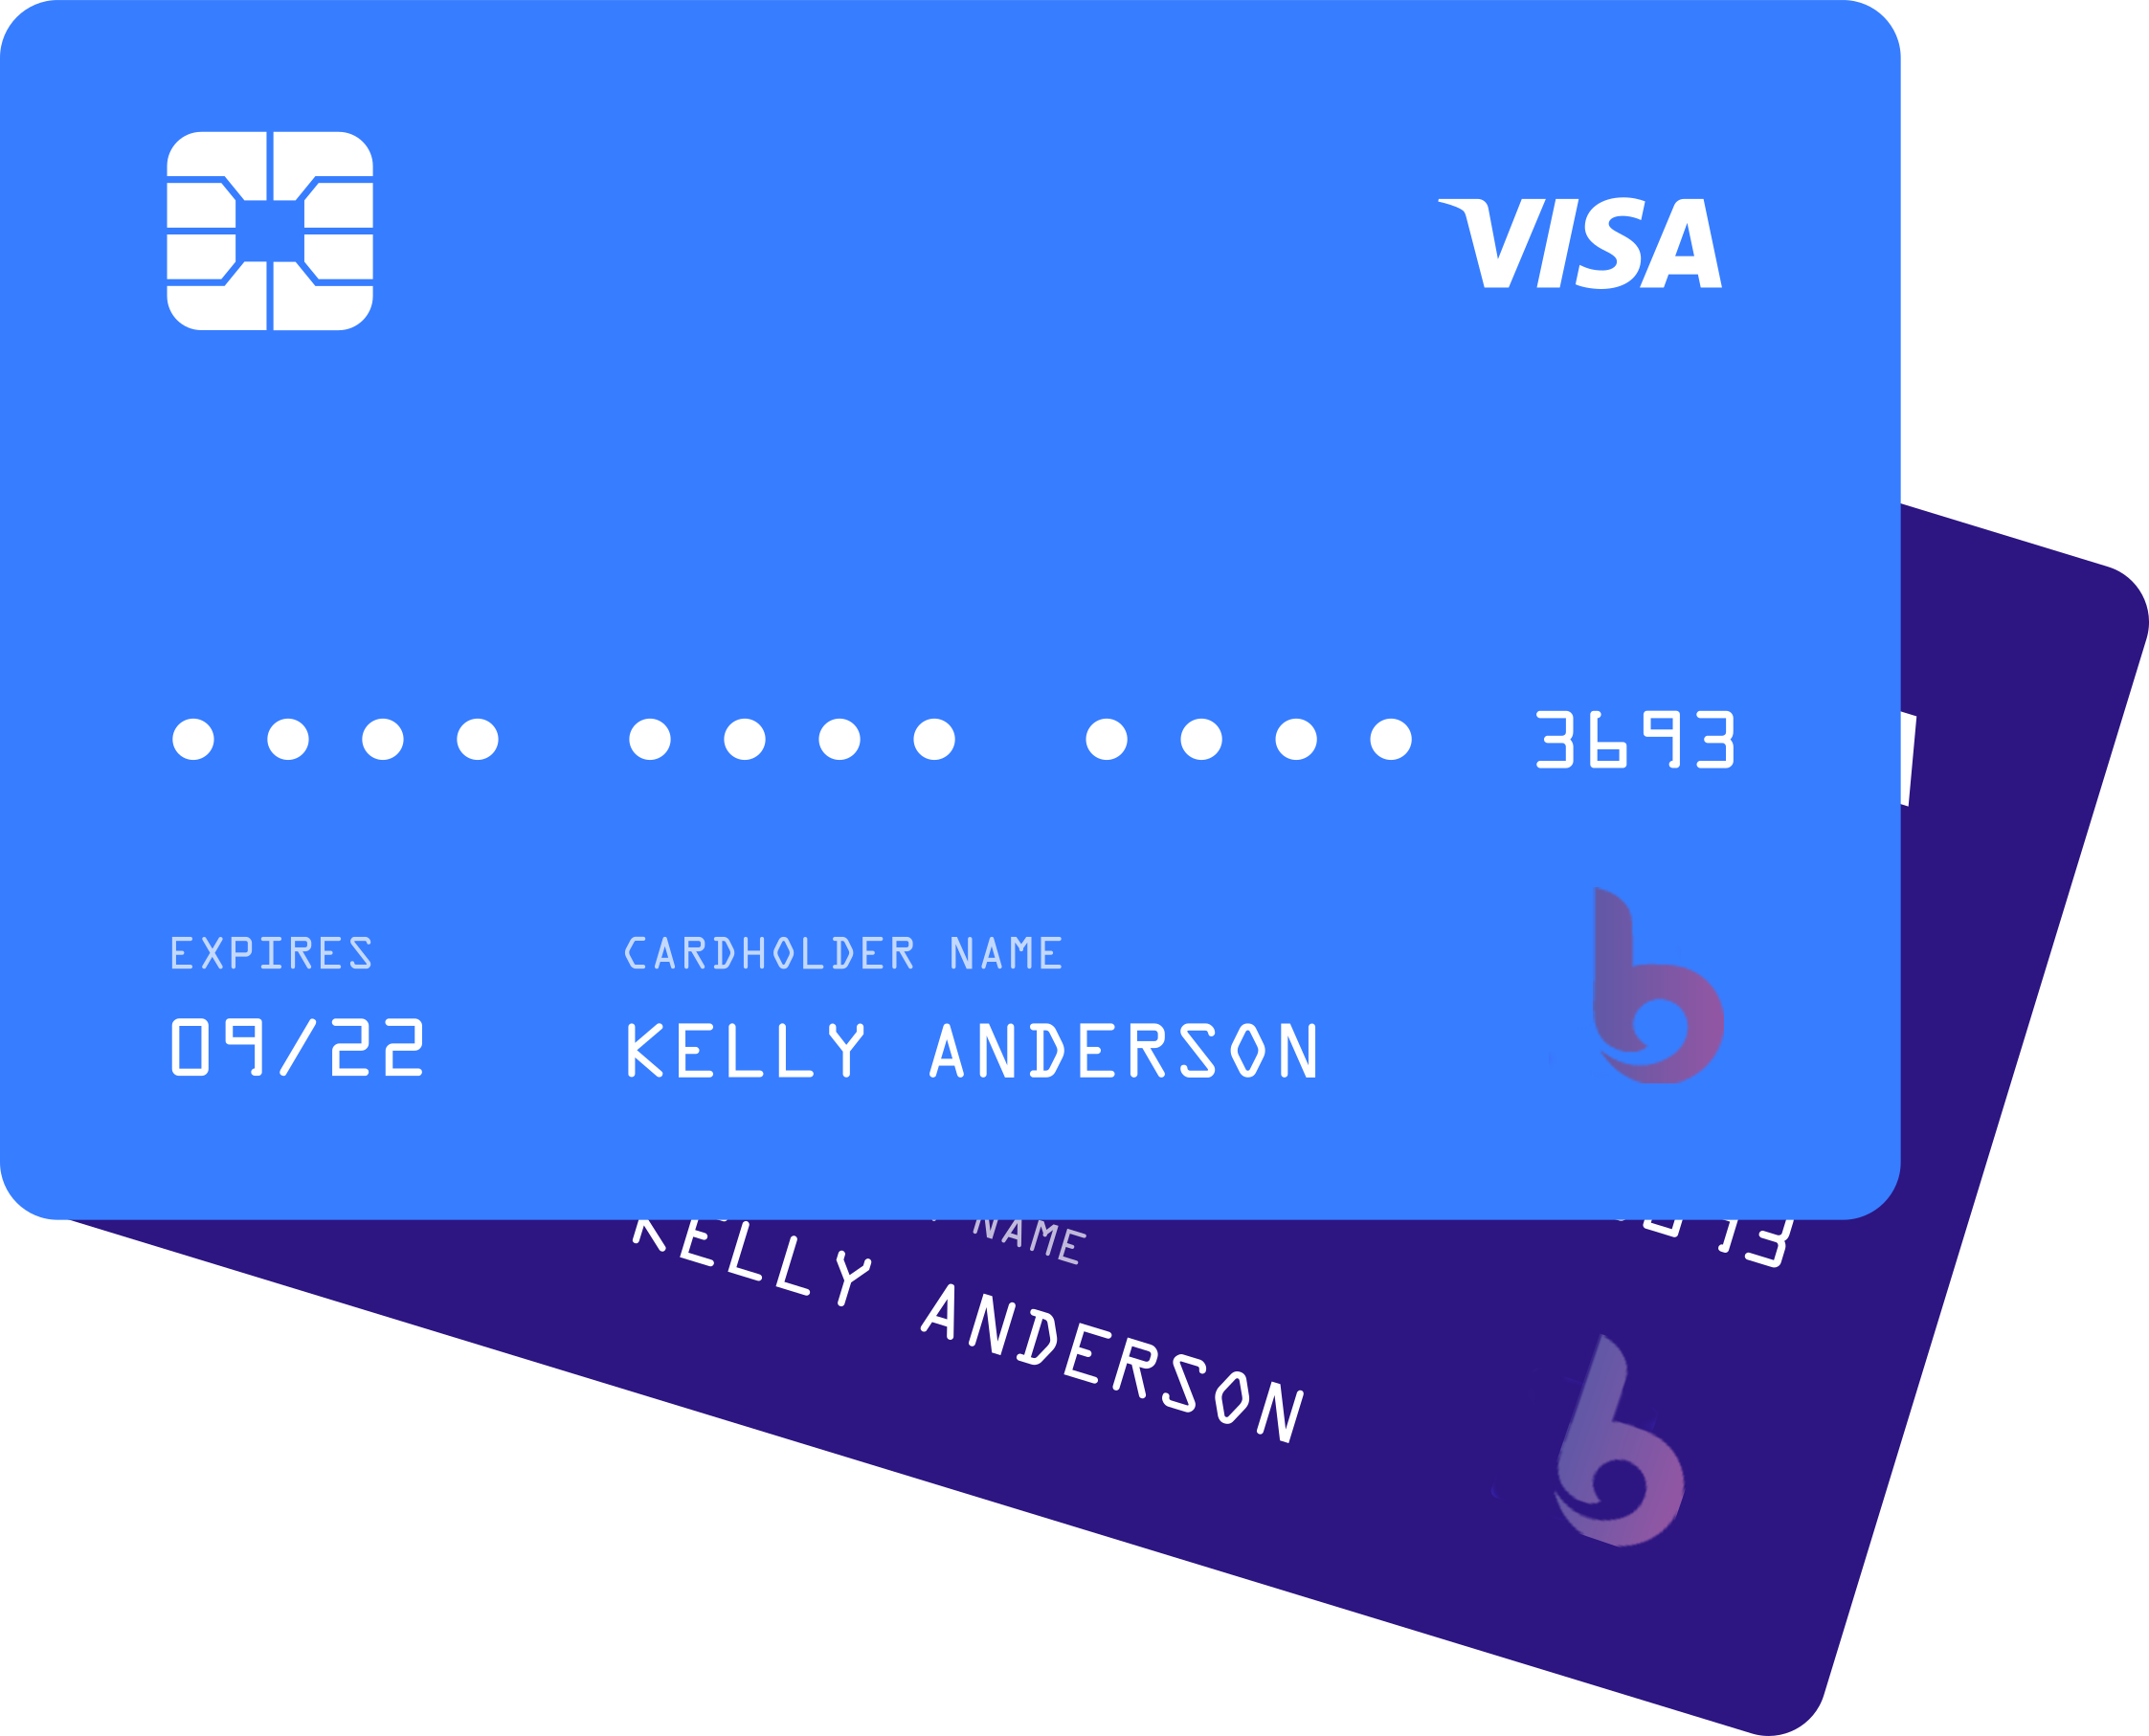 VISA
3693
EXPIRES
CARDHOLDER NAME
09/22
KELLY ANDERSON
NAME
KELLY ANDERSON